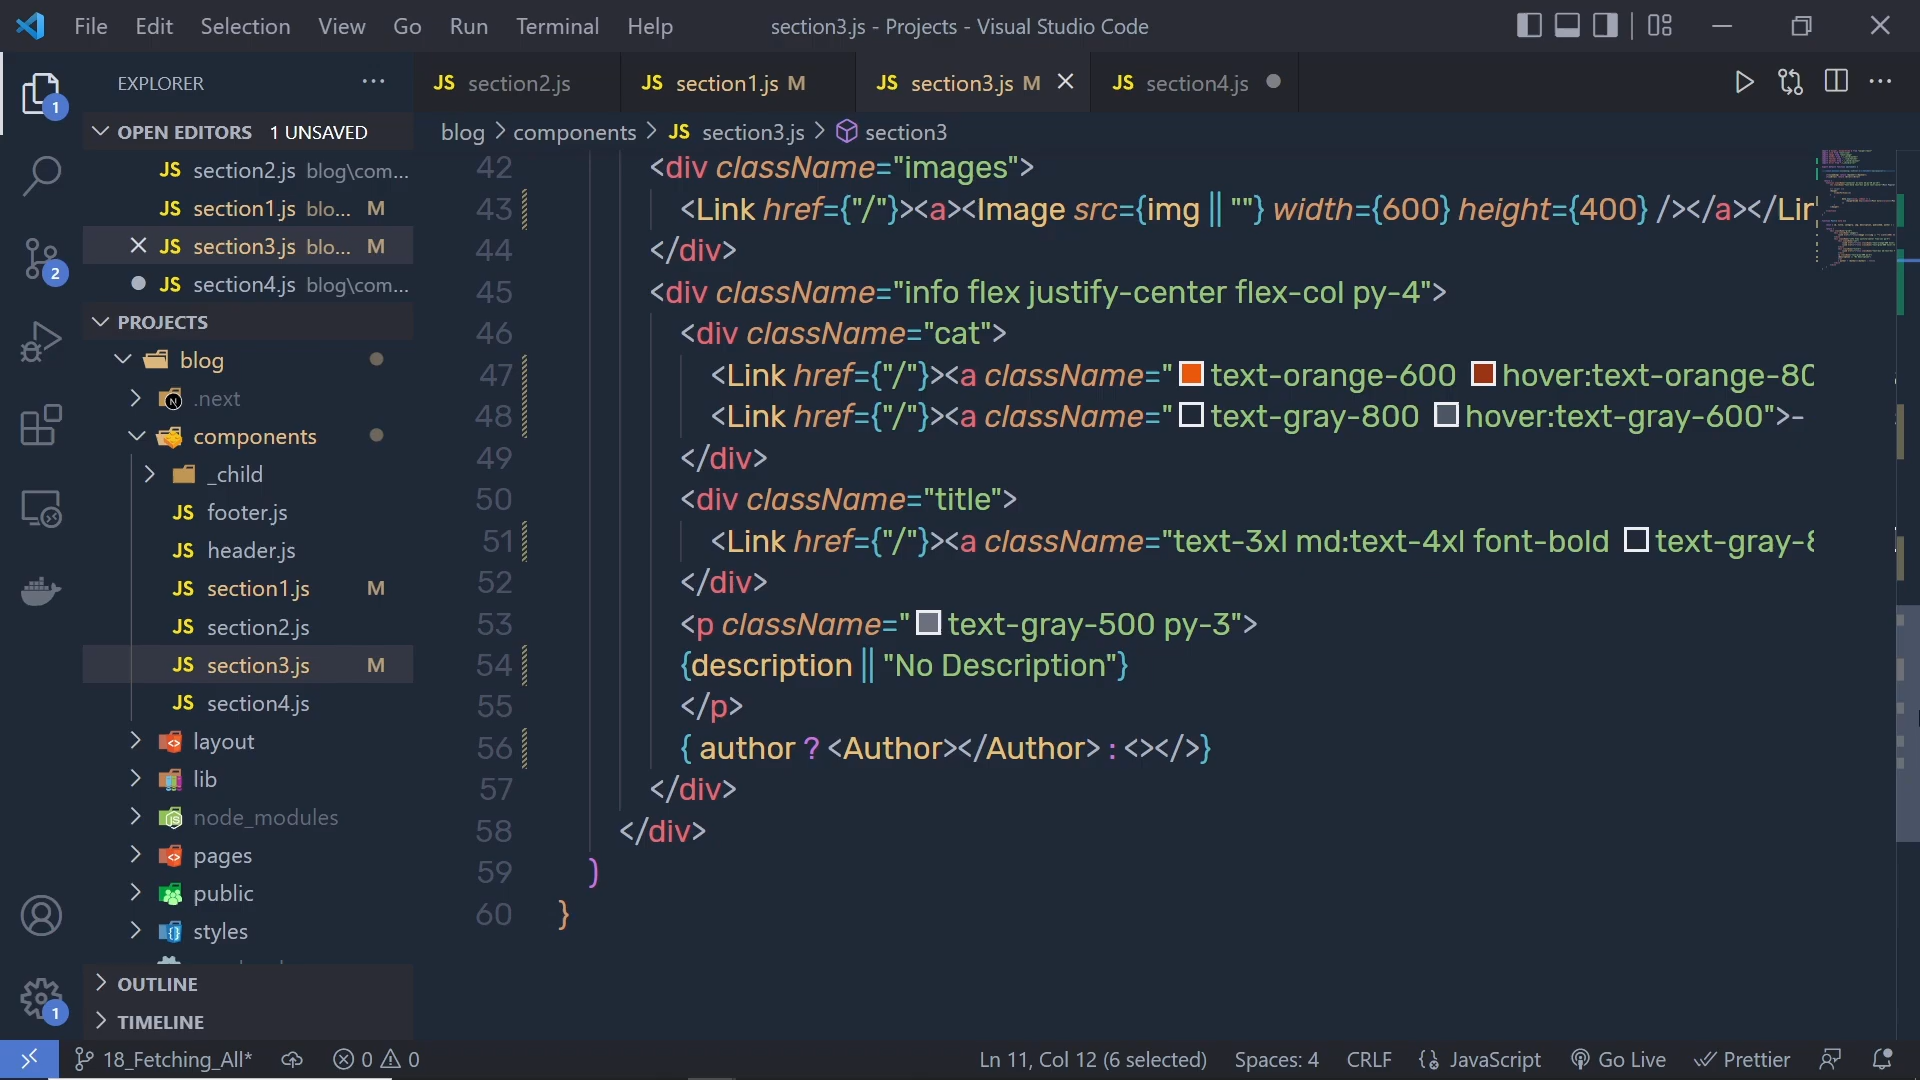 File Edit Selection View Go Run Terminal Help section3.js - Projects - Visual Studio Code
EXPLORER
JS section2.js JS section1.js M JS section3.js M JS section4.js
OPEN EDITORS 1 UNSAVED
blog > components > JS section3.js > section3
JS section2.js blog\com...
JS section1.js blo... M
JS section3.js blo... M
JS section4.js blog\com...
PROJECTS
blog
.next
components
_child
footer.js
header.js
JS section1.js M
JS section2.js
JS section3.js M
JS section4.js
layout
lib
node_modules
pages
public
styles
OUTLINE
TIMELINE
1
2
1
42 <div className="images">
43 <Link href={"/"}><a><Image src={img || ""} width={600} height={400} /></a></Lin
44 </div>
45 <div className="info flex justify-center flex-col py-4">
46 <div className="cat">
47 <Link href={"/"}><a className="text-orange-600 hover:text-orange-80
48 <Link href={"/"}><a className="text-gray-800 hover:text-gray-600">-
49 </div>
50 <div className="title">
51 <Link href={"/"}><a className="text-3xl md:text-4xl font-bold text-gray-8
52 </div>
53 <p className="text-gray-500 py-3">
54 {description || "No Description"}
55 </p>
56 { author ? <Author></Author> : <></>}
57 </div>
58 </div>
59 )
60 }
18_Fetching_All* 0 0 Ln 11, Col 12 (6 selected) Spaces: 4 CRLF {} JavaScript Go Live Prettier